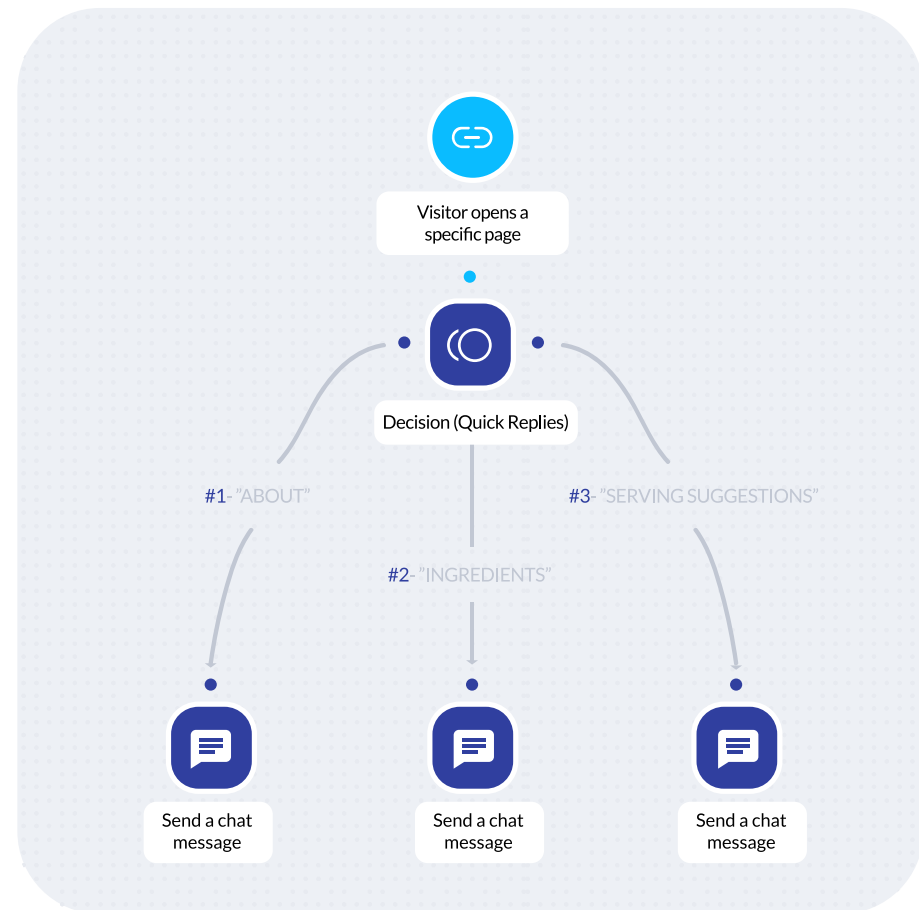 Visitor opens a
specific page
Decision (Quick Replies)
#1- ”ABOUT”
#3- ”SERVING SUGGESTIONS”
#2- ”INGREDIENTS”
Send a chat
message
Send a chat
message
Send a chat
message